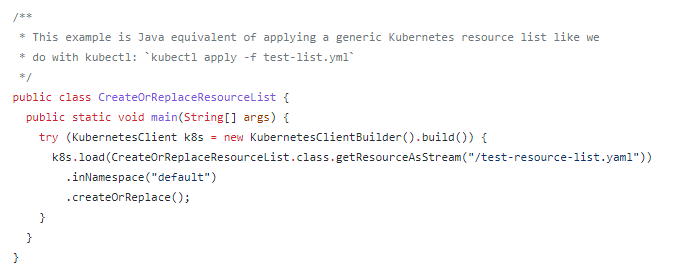 /**
 * This example is Java equivalent of applying a generic Kubernetes resource list like we
 * do with kubectl: `kubectl apply -f test-list.yml`
 */
public class CreateOrReplaceResourceList {
  public static void main(String[] args) {
    try (KubernetesClient k8s = new KubernetesClientBuilder().build()) {
      k8s.load(CreateOrReplaceResourceList.class.getResourceAsStream("/test-resource-list.yaml"))
        .inNamespace("default")
        .createOrReplace();
    }
  }
}